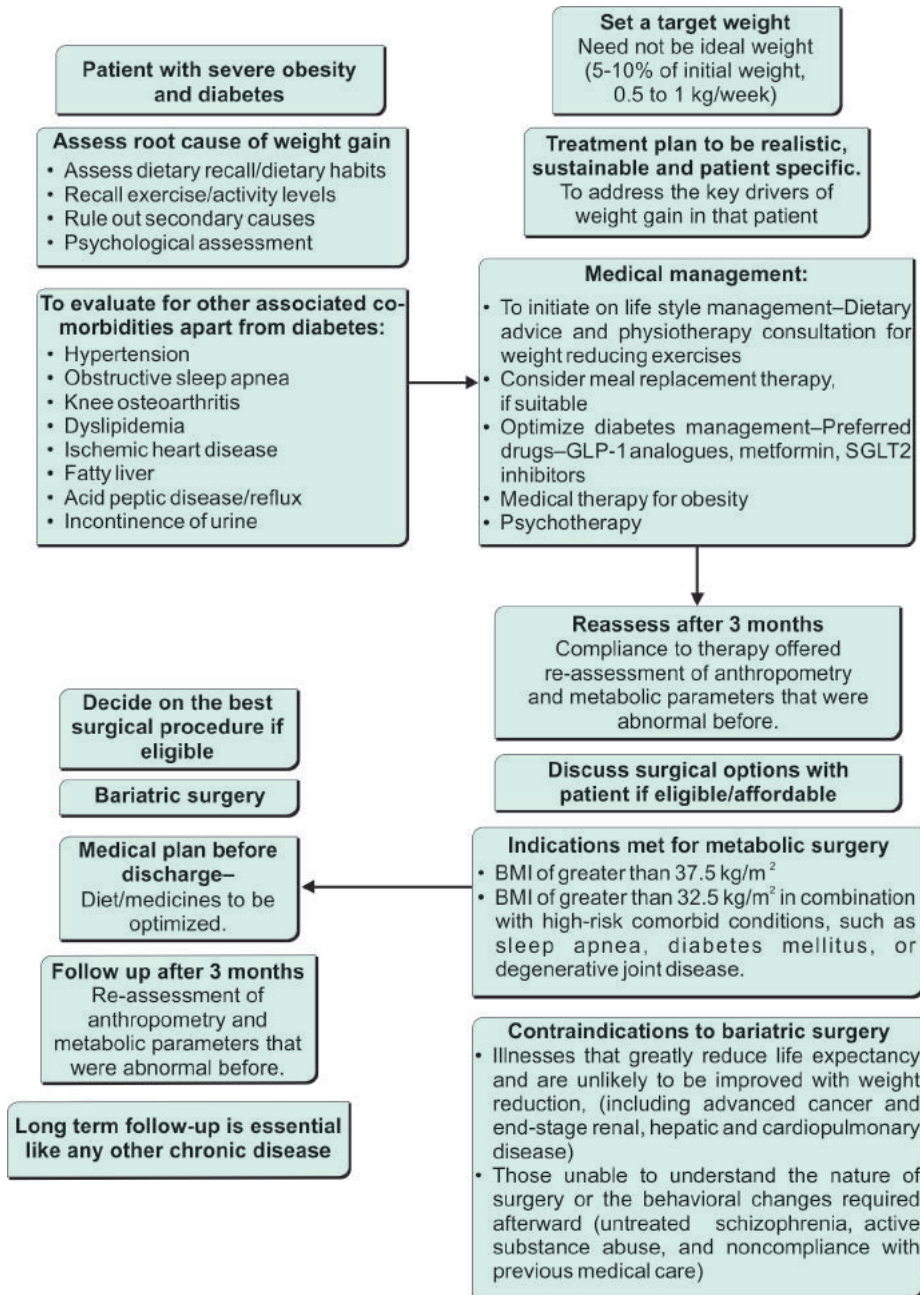 Patient with severe obesity
and diabetes
Assess root cause of weight gain
• Assess dietary recall/dietary habits
• Recall exercise/activity levels
• Rule out secondary causes
• Psychological assessment
To evaluate for other associated co-
morbidities apart from diabetes:
• Hypertension
• Obstructive sleep apnea
• Knee osteoarthritis
• Dyslipidemia
• Ischemic heart disease
• Fatty liver
• Acid peptic disease/reflux
• Incontinence of urine
Set a target weight
Need not be ideal weight
(5-10% of initial weight,
0.5 to 1 kg/week)
Treatment plan to be realistic,
sustainable and patient specific.
To address the key drivers of
weight gain in that patient
Medical management:
• To initiate on life style management–Dietary
advice and physiotherapy consultation for
weight reducing exercises
• Consider meal replacement therapy,
if suitable
• Optimize diabetes management–Preferred
drugs–GLP-1 analogues, metformin, SGLT2
inhibitors
• Medical therapy for obesity
• Psychotherapy
Reassess after 3 months
Compliance to therapy offered
re-assessment of anthropometry
and metabolic parameters that were
abnormal before.
Discuss surgical options with
patient if eligible/affordable
Indications met for metabolic surgery
• BMI of greater than 37.5 kg/m²
• BMI of greater than 32.5 kg/m² in combination
with high-risk comorbid conditions, such as
sleep apnea, diabetes mellitus, or
degenerative joint disease.
Contraindications to bariatric surgery
• Illnesses that greatly reduce life expectancy
and are unlikely to be improved with weight
reduction, (including advanced cancer and
end-stage renal, hepatic and cardiopulmonary
disease)
• Those unable to understand the nature of
surgery or the behavioral changes required
afterward (untreated schizophrenia, active
substance abuse, and noncompliance with
previous medical care)
Decide on the best
surgical procedure if
eligible
Bariatric surgery
Medical plan before
discharge–
Diet/medicines to be
optimized.
Follow up after 3 months
Re-assessment of
anthropometry and
metabolic parameters that
were abnormal before.
Long term follow-up is essential
like any other chronic disease